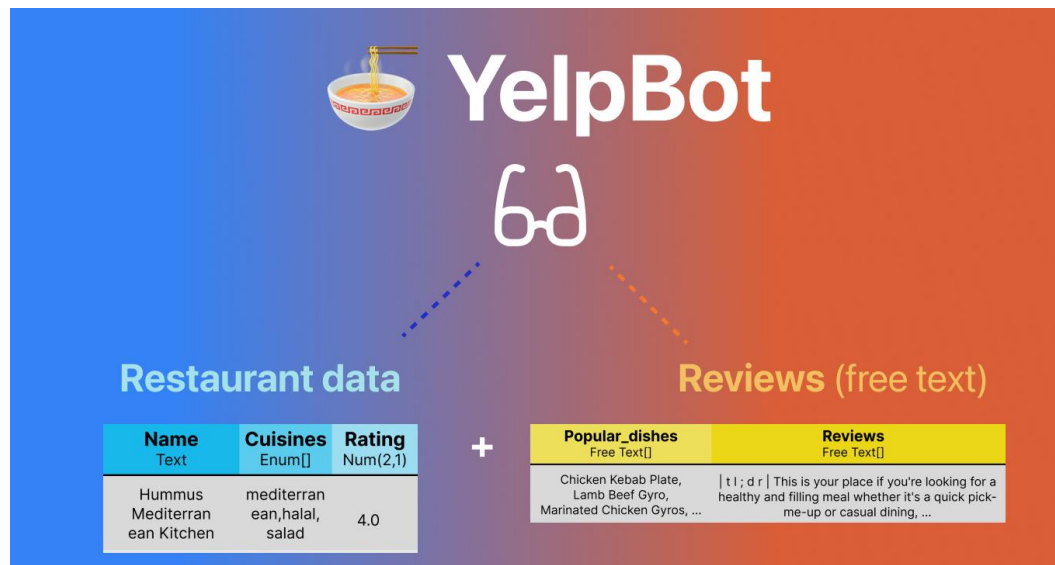 YelpBot
Restaurant data
Reviews (free text)
Name
Text
Cuisines
Enum[]
Rating
Num(2,1)
Hummus
Mediterran
ean Kitchen
mediterran
ean,halal,
salad
4.0
+
Popular_dishes
Free Text[]
Reviews
Free Text[]
Chicken Kebab Plate,
Lamb Beef Gyro,
Marinated Chicken Gyros, ...
| t l ; d r | This is your place if you're looking for a
healthy and filling meal whether it's a quick pick-
me-up or casual dining, ...